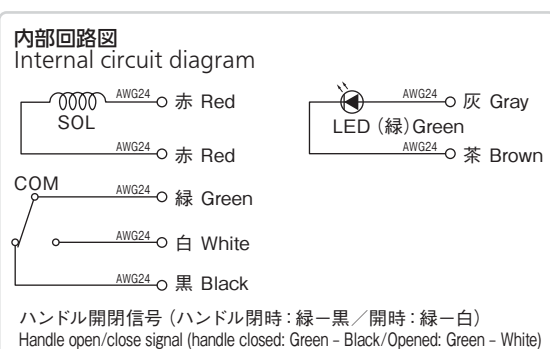 内部回路図
Internal circuit diagram
AWG24 赤 Red
SOL
AWG24 赤 Red
AWG24 灰 Gray
LED（緑）Green
AWG24 茶 Brown
COM
AWG24 緑 Green
AWG24 白 White
AWG24 黒 Black
ハンドル開閉信号（ハンドル閉時：緑ー黒／開時：緑ー白）
Handle open/close signal (handle closed: Green – Black/Opened: Green – White)